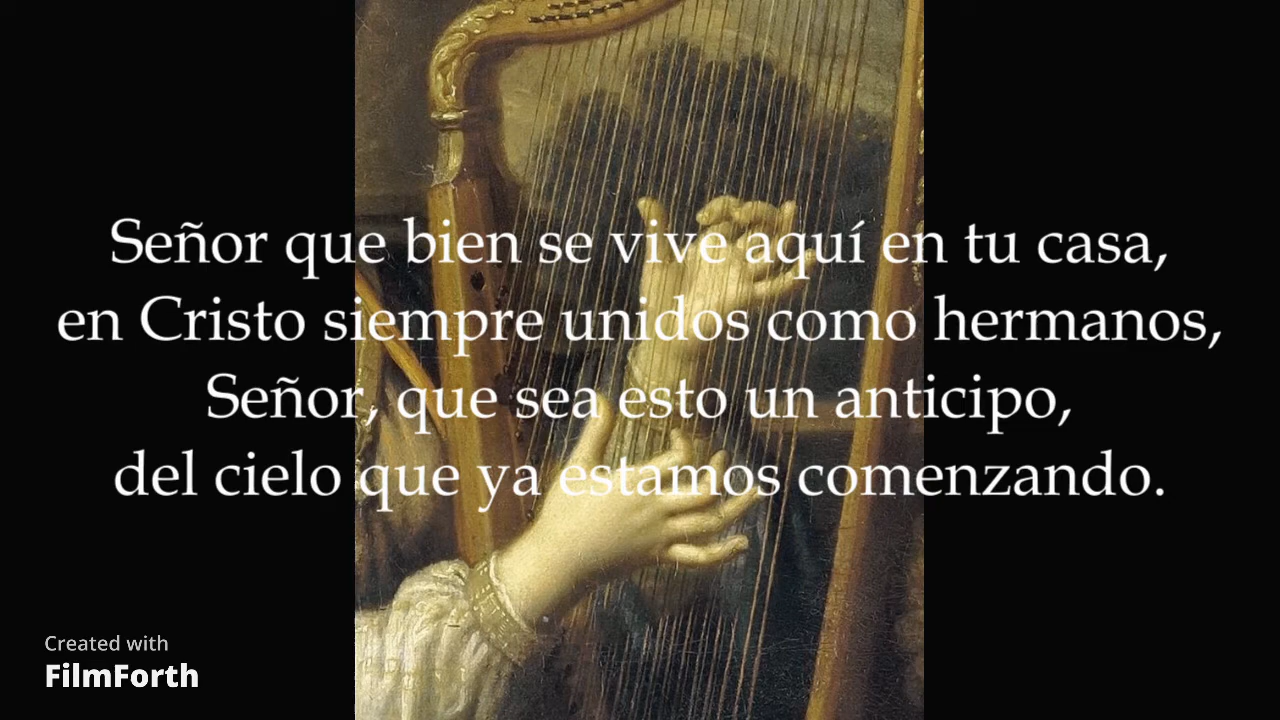 Señor que bien se vive aquí en tu casa,
en Cristo siempre unidos como hermanos,
Señor, que sea esto un anticipo,
del cielo que ya estamos comenzando.
Created with
FilmForth